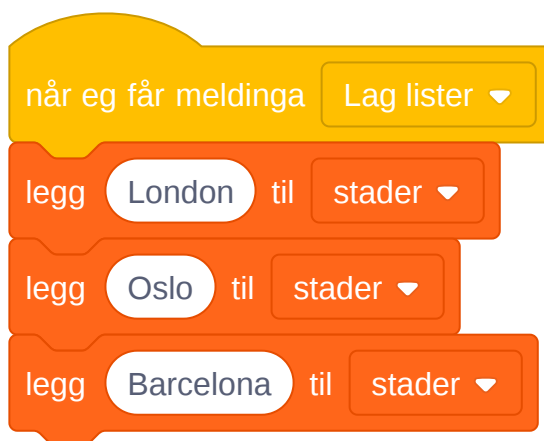 når eg får meldinga Lag lister
legg London til stader
legg Oslo til stader
legg Barcelona til stader